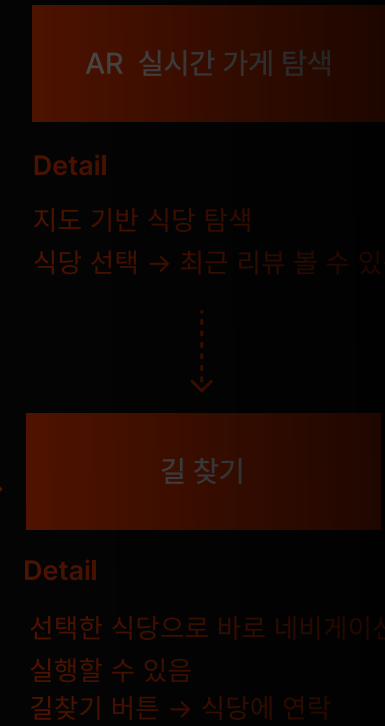 AR 실시간 가게 탐색
Detail
지도 기반 식당 탐색
식당 선택 → 최근 리뷰 볼 수 있
길 찾기
Detail
선택한 식당으로 바로 네비게이션
실행할 수 있음
길찾기 버튼 → 식당에 연락